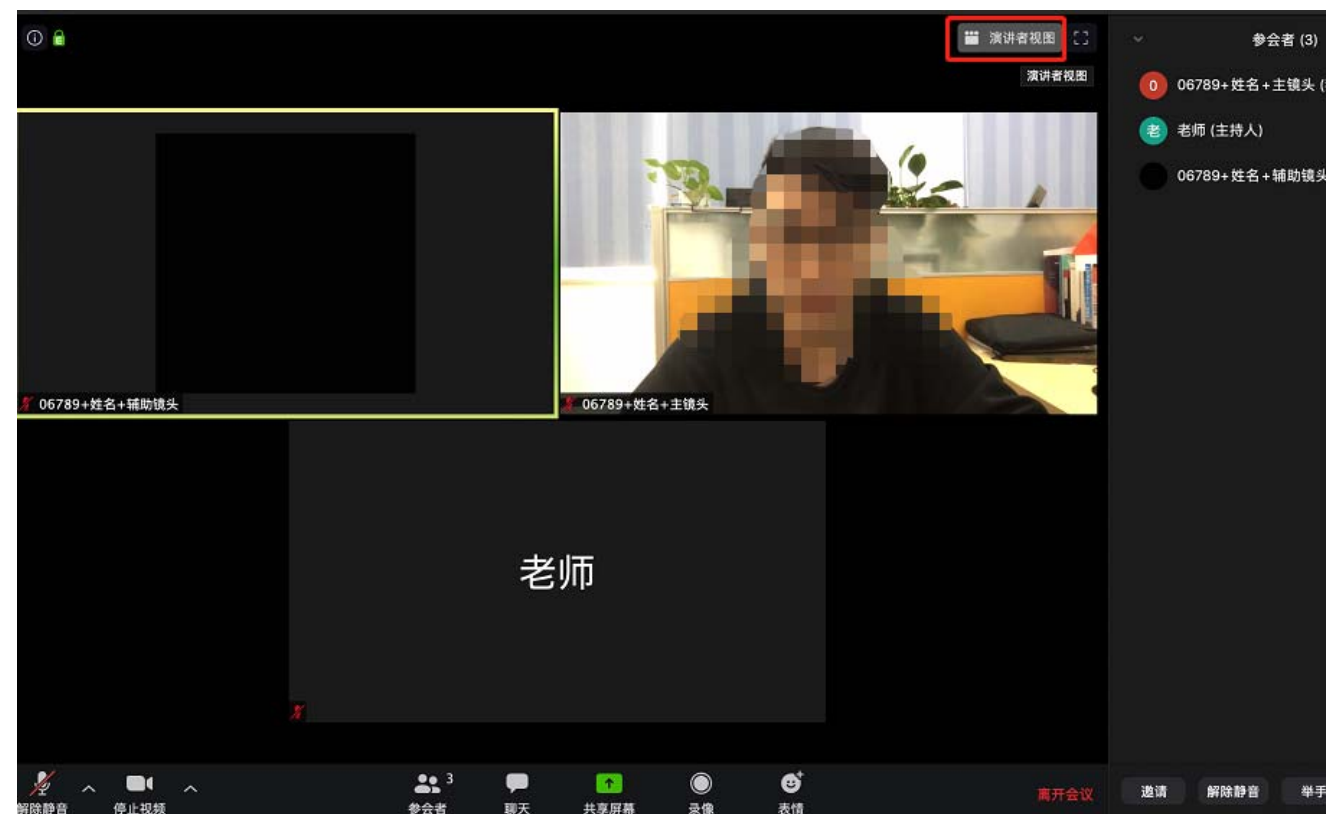 演讲者视图
参会者 (3)
演讲者视图
0 06789+姓名+主镜头 (
老 老师 (主持人)
06789+姓名+辅助镜头
06789+姓名+辅助镜头
06789+姓名+主镜头
老师
3
解除静音
停止视频
参会者
聊天
共享屏幕
录像
表情
离开会议
邀请
解除静音
举手